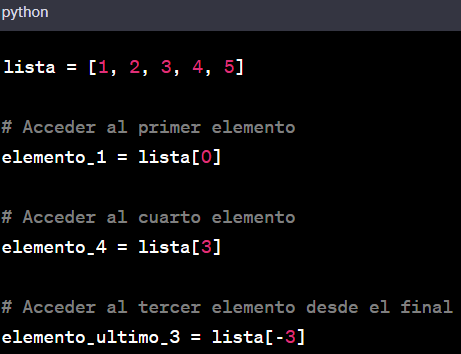 python
lista = [1, 2, 3, 4, 5]
# Acceder al primer elemento
elemento_1 = lista[0]
# Acceder al cuarto elemento
elemento_4 = lista[3]
# Acceder al tercer elemento desde el final
elemento_ultimo_3 = lista[-3]